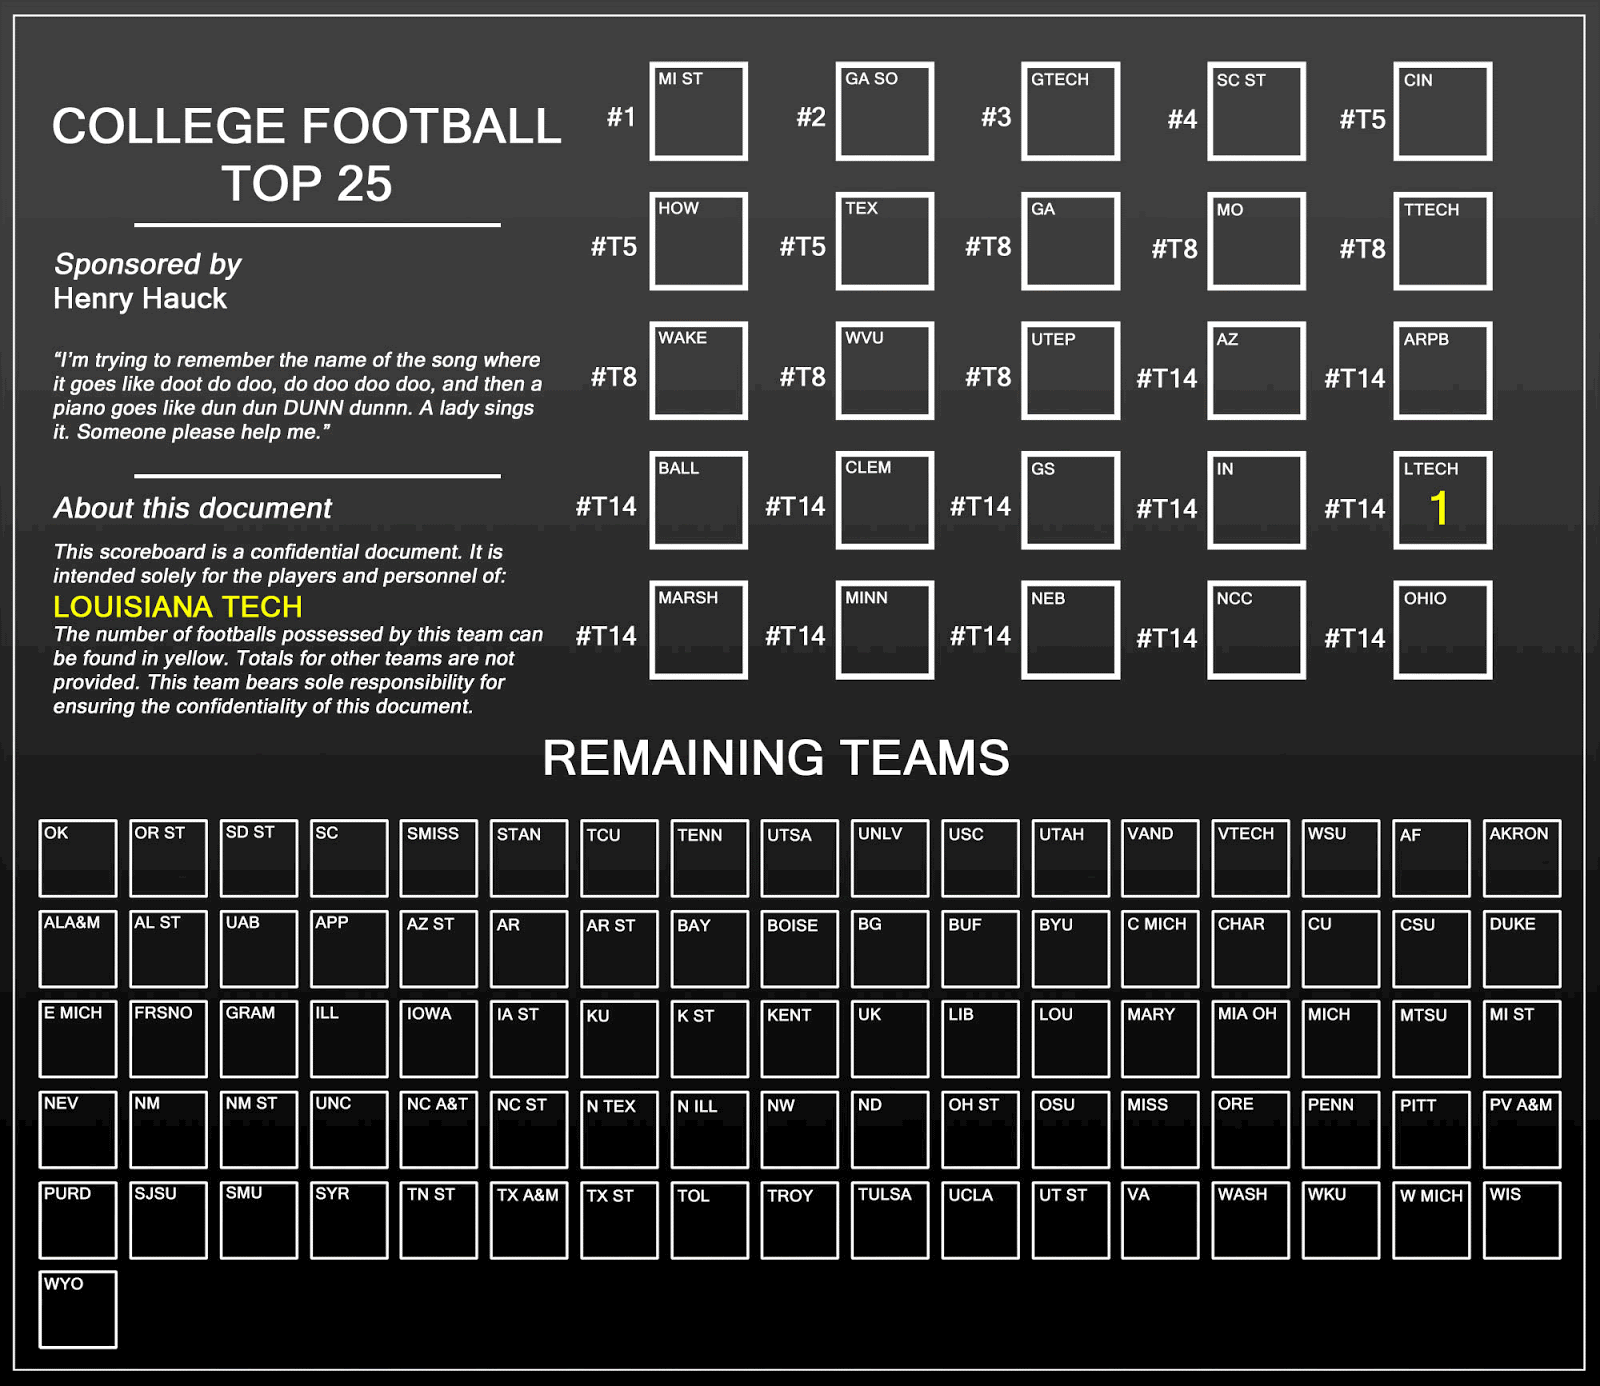 COLLEGE FOOTBALL
TOP 25
Sponsored by
Henry Hauck
“I’m trying to remember the name of the song where
it goes like doot do doo, do doo doo doo, and then a
piano goes like dun dun DUNN dunnn. A lady sings
it. Someone please help me.”
About this document
This scoreboard is a confidential document. It is
intended solely for the players and personnel of:
LOUISIANA TECH
The number of footballs possessed by this team can
be found in yellow. Totals for other teams are not
provided. This team bears sole responsibility for
ensuring the confidentiality of this document.
#1 MI ST #2 GA SO #3 GTECH #4 SC ST #T5 CIN
#T5 HOW #T5 TEX #T8 GA #T8 MO #T8 TTECH
#T8 WAKE #T8 WVU #T8 UTEP #T14 AZ #T14 ARPB
#T14 BALL #T14 CLEM #T14 GS #T14 IN #T14 LTECH 1
#T14 MARSH #T14 MINN #T14 NEB #T14 NCC #T14 OHIO
REMAINING TEAMS
OK OR ST SD ST SC SMISS STAN TCU TENN UTSA UNLV USC UTAH VAND VTECH WSU AF AKRON
ALA&M AL ST UAB APP AZ ST AR AR ST BAY BOISE BG BUF BYU C MICH CHAR CU CSU DUKE
E MICH FRSNO GRAM ILL IOWA IA ST KU K ST KENT UK LIB LOU MARY MIA OH MICH MTSU MI ST
NEV NM NM ST UNC NC A&T NC ST N TEX N ILL NW ND OH ST OSU MISS ORE PENN PITT PV A&M
PURD SJSU SMU SYR TN ST TX A&M TX ST TOL TROY TULSA UCLA UT ST VA WASH WKU W MICH WIS
WYO